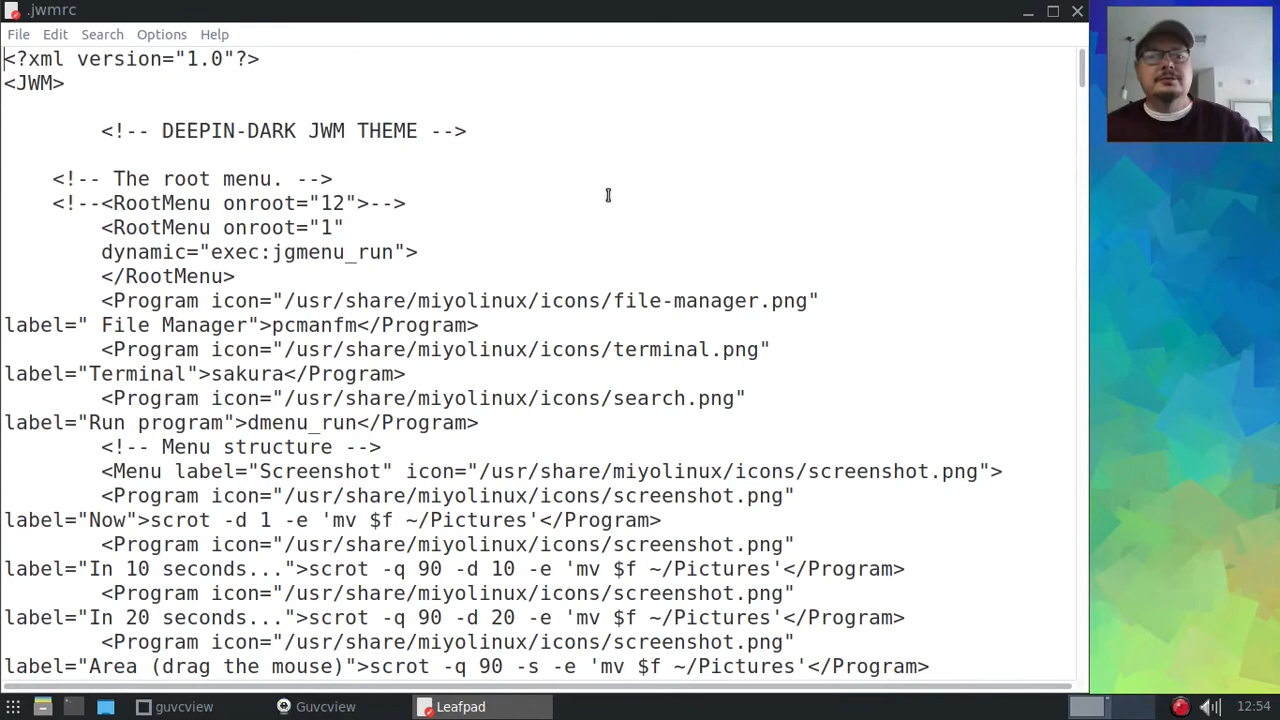 .jwmrc
File Edit Search Options Help
<?xml version="1.0"?>
<JWM>
<!-- DEEPIN-DARK JWM THEME -->
<!-- The root menu. -->
<!--<RootMenu onroot="12">-->
<RootMenu onroot="1"
dynamic="exec:jgmenu_run">
</RootMenu>
<Program icon="/usr/share/miyolinux/icons/file-manager.png"
label=" File Manager">pcmanfm</Program>
<Program icon="/usr/share/miyolinux/icons/terminal.png"
label="Terminal">sakura</Program>
<Program icon="/usr/share/miyolinux/icons/search.png"
label="Run program">dmenu_run</Program>
<!-- Menu structure -->
<Menu label="Screenshot" icon="/usr/share/miyolinux/icons/screenshot.png">
<Program icon="/usr/share/miyolinux/icons/screenshot.png"
label="Now">scrot -d 1 -e 'mv $f ~/Pictures'</Program>
<Program icon="/usr/share/miyolinux/icons/screenshot.png"
label="In 10 seconds...">scrot -q 90 -d 10 -e 'mv $f ~/Pictures'</Program>
<Program icon="/usr/share/miyolinux/icons/screenshot.png"
label="In 20 seconds...">scrot -q 90 -d 20 -e 'mv $f ~/Pictures'</Program>
<Program icon="/usr/share/miyolinux/icons/screenshot.png"
label="Area (drag the mouse)">scrot -q 90 -s -e 'mv $f ~/Pictures'</Program>
guvcview Guvcview Leafpad 12:54